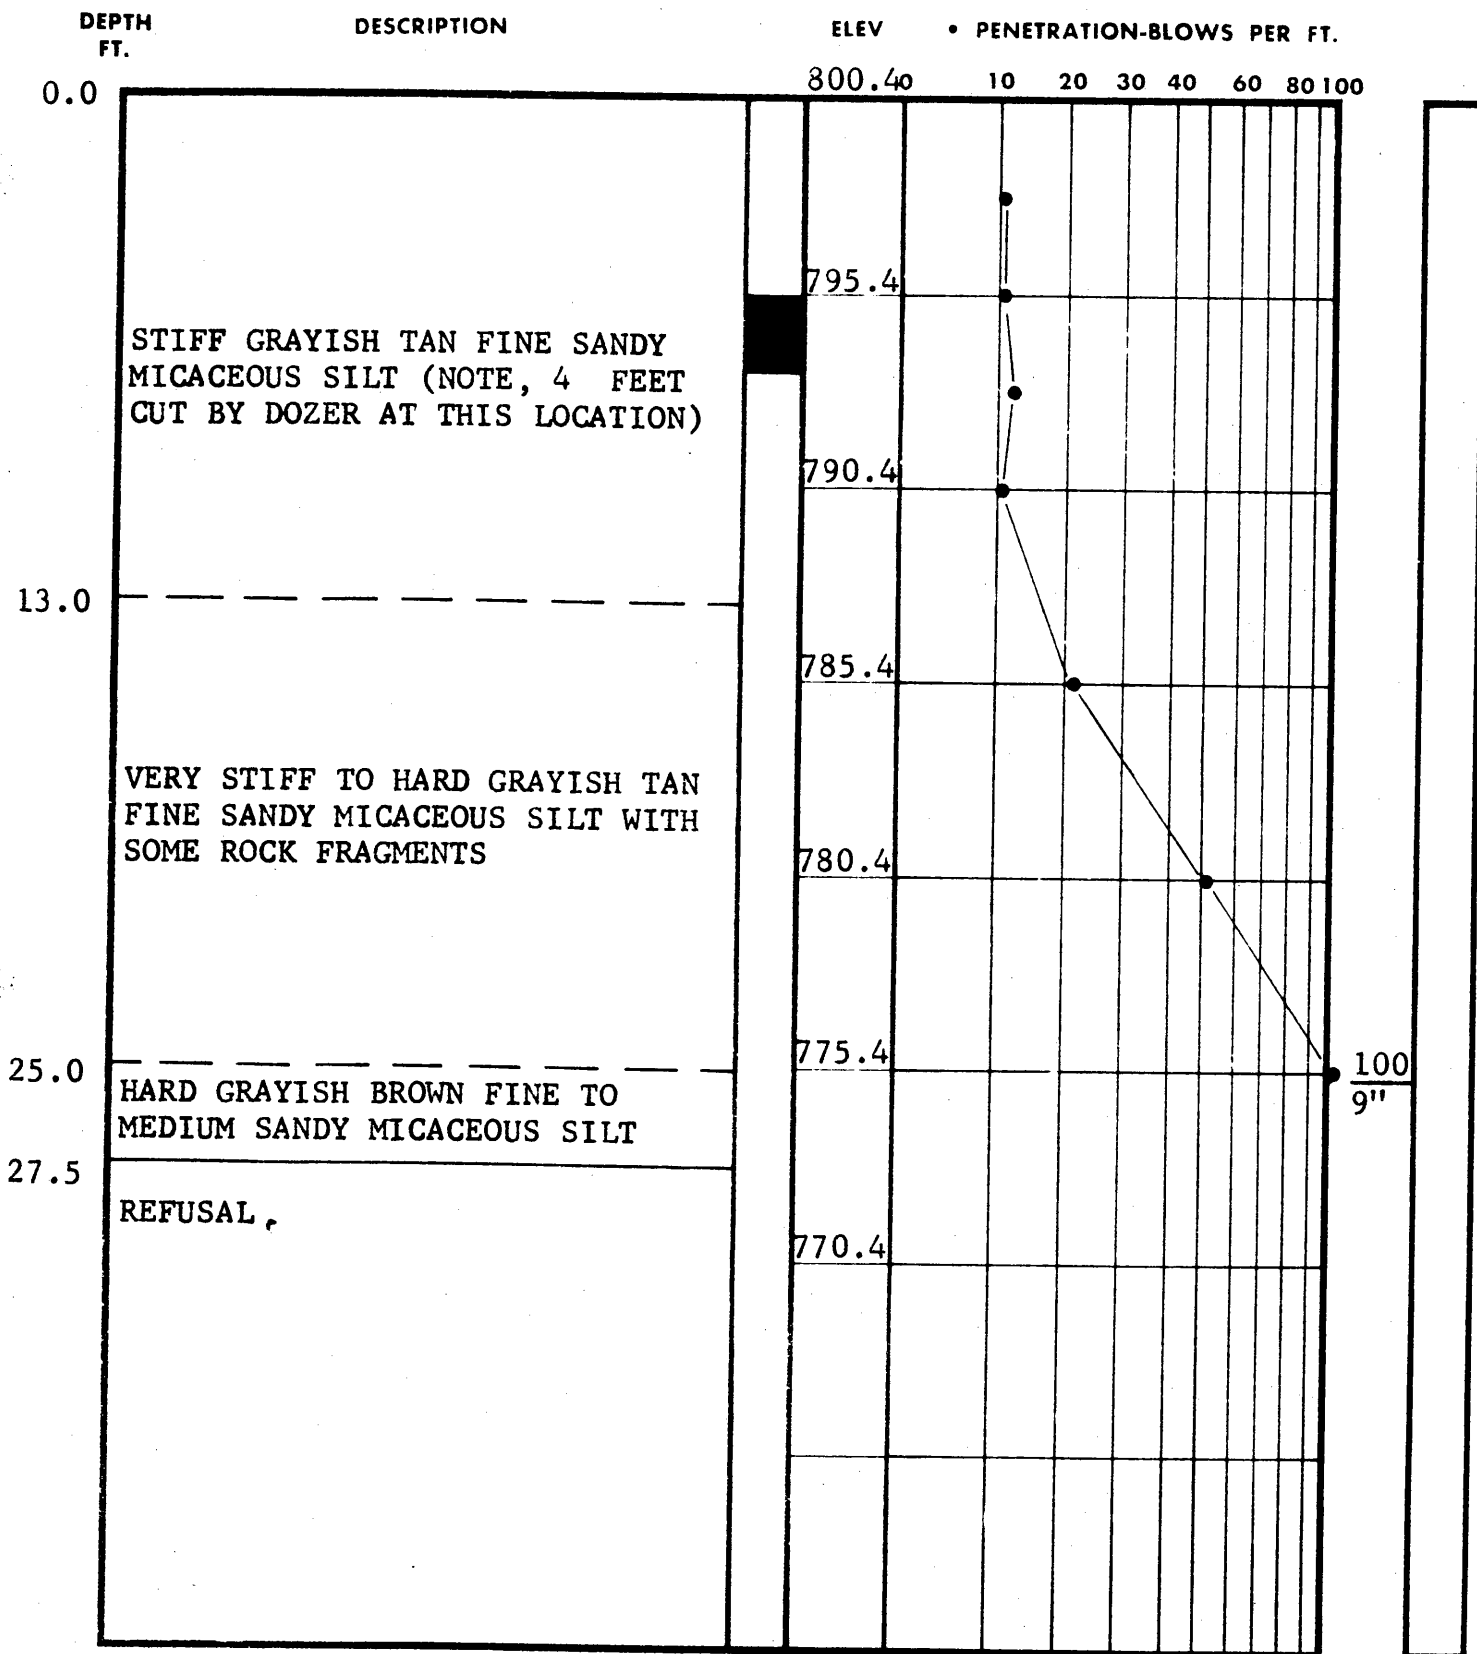 DEPTH FT. DESCRIPTION ELEV • PENETRATION-BLOWS PER FT.
0.0 800.4 0 10 20 30 40 60 80 100
795.4
STIFF GRAYISH TAN FINE SANDY
MICACEOUS SILT (NOTE, 4 FEET
CUT BY DOZER AT THIS LOCATION)
790.4
13.0
785.4
VERY STIFF TO HARD GRAYISH TAN
FINE SANDY MICACEOUS SILT WITH
SOME ROCK FRAGMENTS
780.4
775.4
25.0
100
9"
HARD GRAYISH BROWN FINE TO
MEDIUM SANDY MICACEOUS SILT
27.5
REFUSAL
770.4